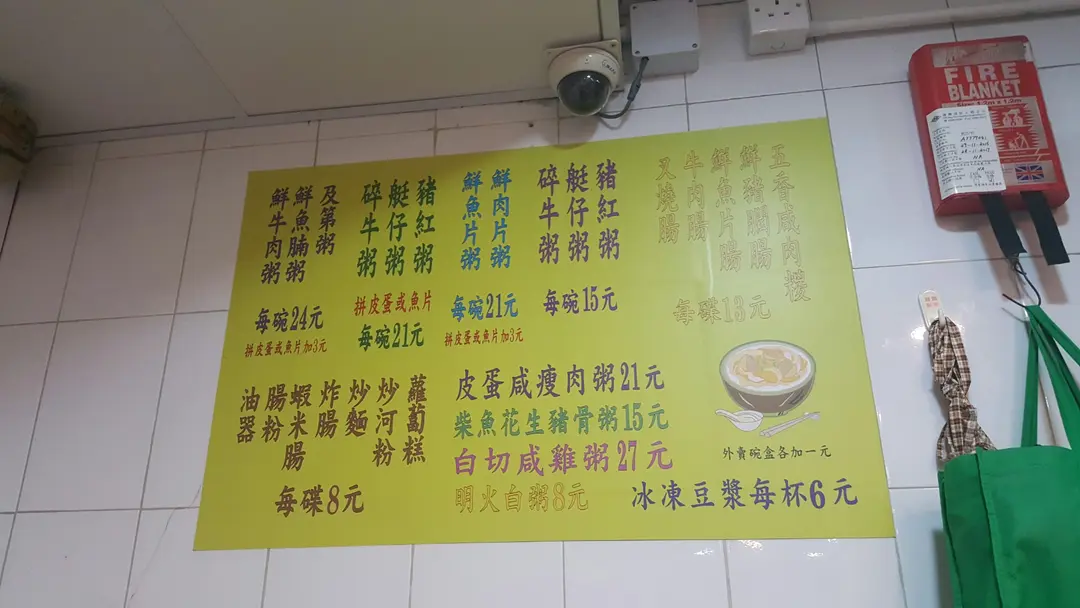 及第粥
鮮魚腩粥
鮮牛肉粥
每碗24元
拼皮蛋或魚片加3元
豬紅粥
艇仔粥
碎牛粥
拼皮蛋或魚片
每碗21元
鮮肉片粥
鮮魚片粥
每碗21元
拼皮蛋或魚片加3元
豬紅粥
艇仔粥
碎牛粥
每碗15元
五香咸肉糭
鮮豬膶腸
鮮魚片腸
牛肉腸
叉燒腸
每碟13元
蘿蔔糕
炒河粉
炒麵
炸腸
蝦米腸
腸粉
油器
每碟8元
皮蛋咸瘦肉粥21元
柴魚花生豬骨粥15元
白切咸雞粥27元
明火白粥8元
外賣碗盒各加一元
冰凍豆漿每杯6元
FIRE
BLANKET